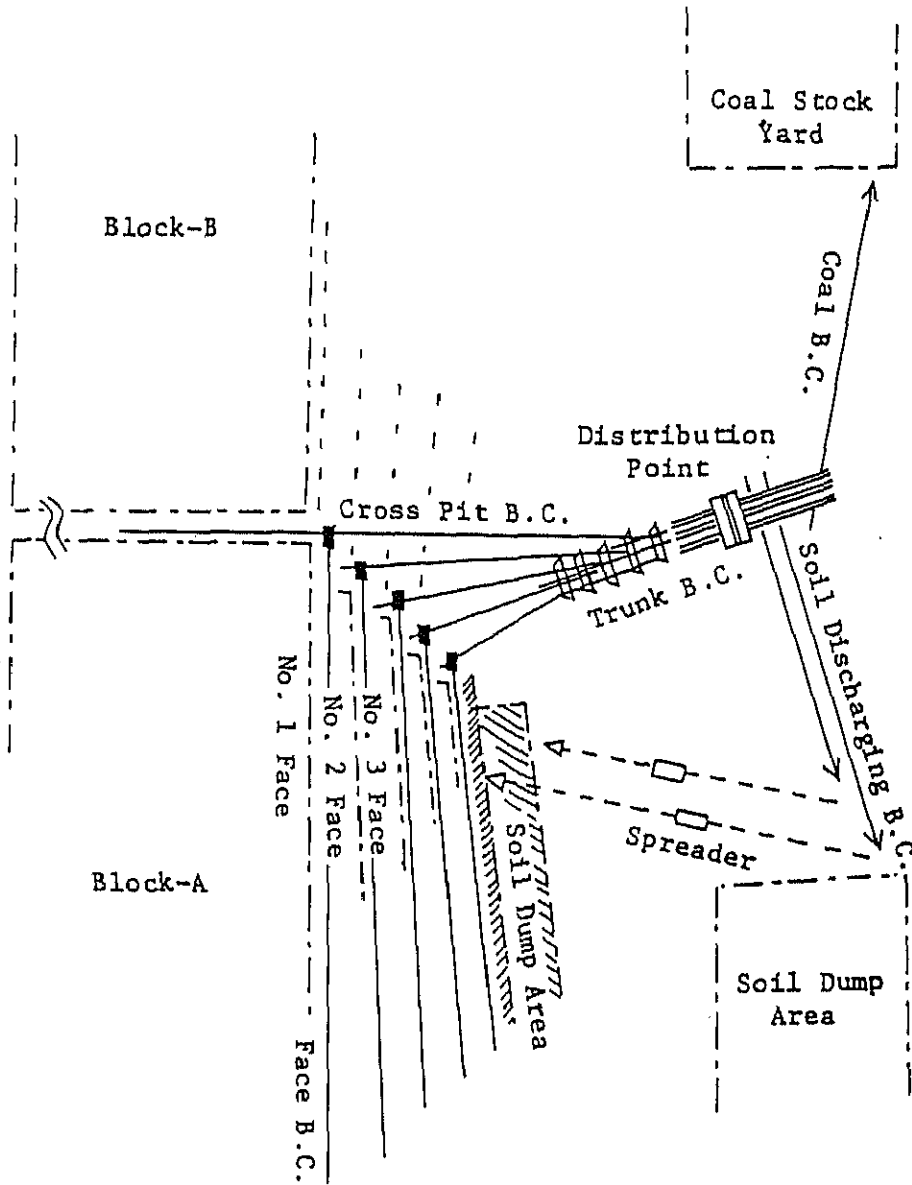 Coal Stock
Yard
Block-B
Coal B.C.
Distribution
Point
Cross Pit B.C.
Trunk B.C.
Soil Discharging B.C.
No. 1 Face
No. 2 Face
No. 3 Face
Spreader
Soil Dump Area
Block-A
Soil Dump
Area
Face B.C.